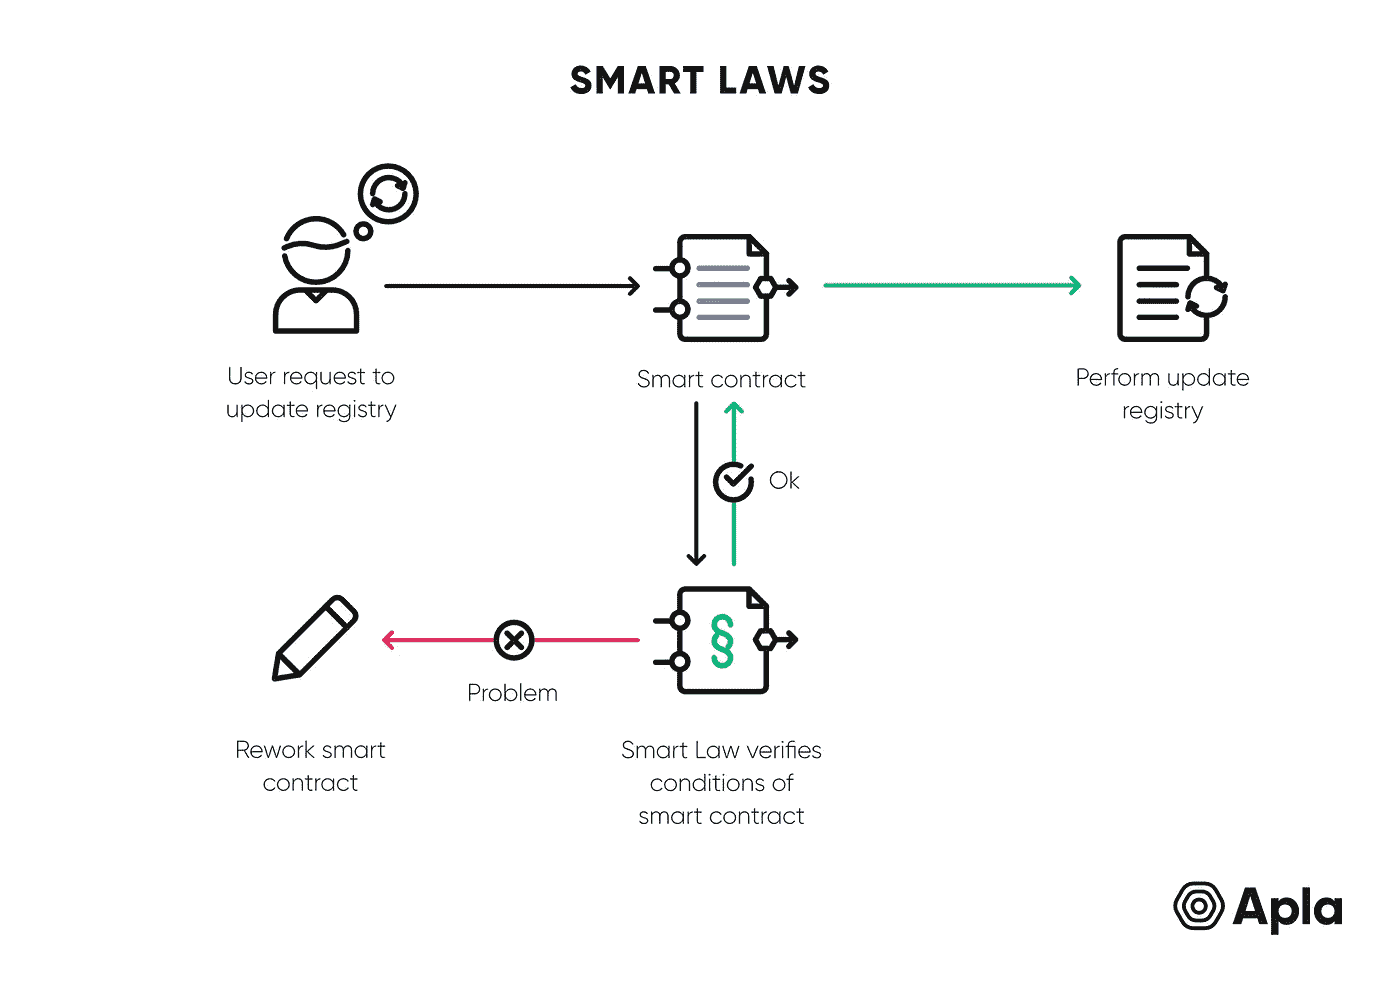 SMART LAWS
User request to
update registry
Smart contract
Perform update
registry
Ok
§
Problem
Rework smart
contract
Smart Law verifies
conditions of
smart contract
Apla